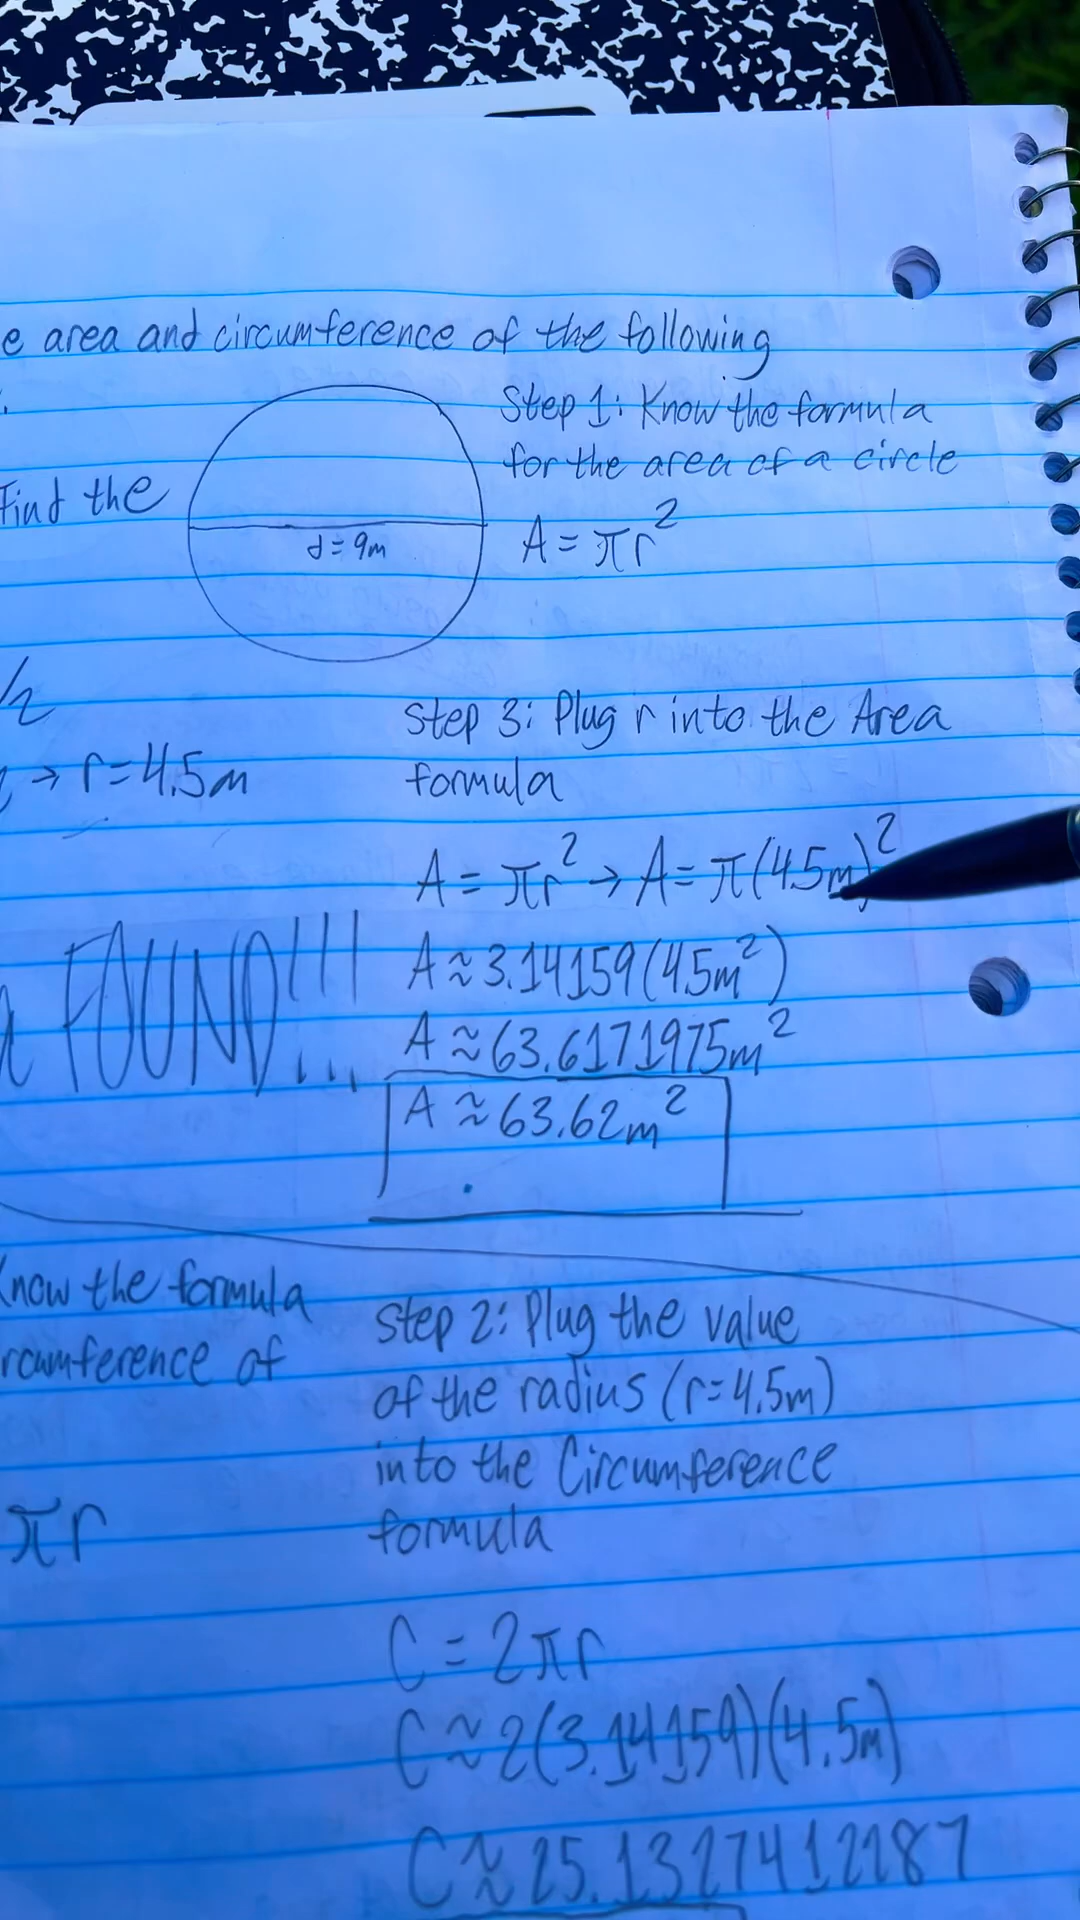 e area and circumference of the following
Find the
d = 9m
Step 1: Know the formula
for the area of a circle
A = πr²
/2
→ r = 4.5m
Step 3: Plug r into the Area
formula
A = πr² → A = π(4.5m)²
A ≈ 3.14159(4.5m²)
A ≈ 63.6171975m²
A ≈ 63.62m²
FOUND!!!
Know the formula
rcumference of
πr
Step 2: Plug the value
of the radius (r=4.5m)
into the Circumference
formula
C = 2πr
C ≈ 2(3.14159)(4.5m)
C ≈ 25.1327412287